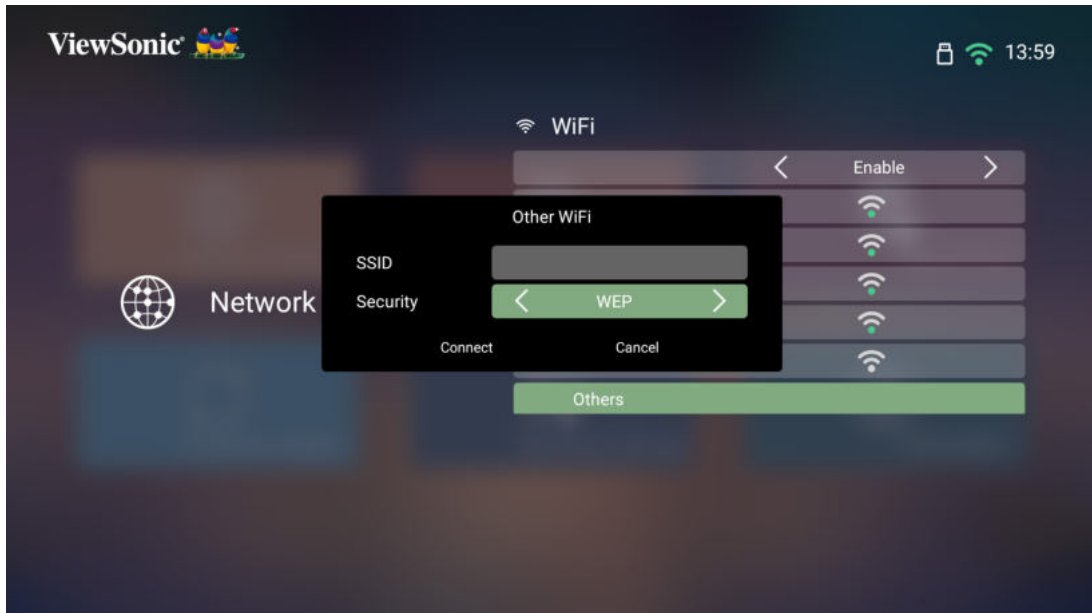 ViewSonic®
13:59
WiFi
Enable
Other WiFi
SSID
Network
Security
WEP
Connect
Cancel
Others